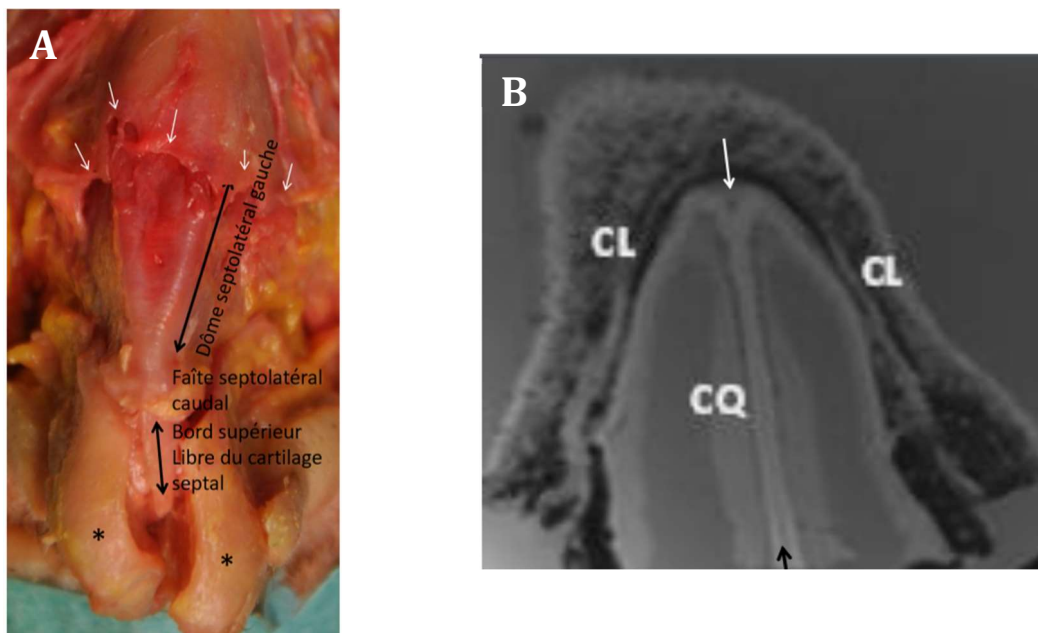 A
Dôme septolatéral gauche
Faîte septolatéral
caudal
Bord supérieur
Libre du cartilage
septal
*
*
B
CL
CL
CQ